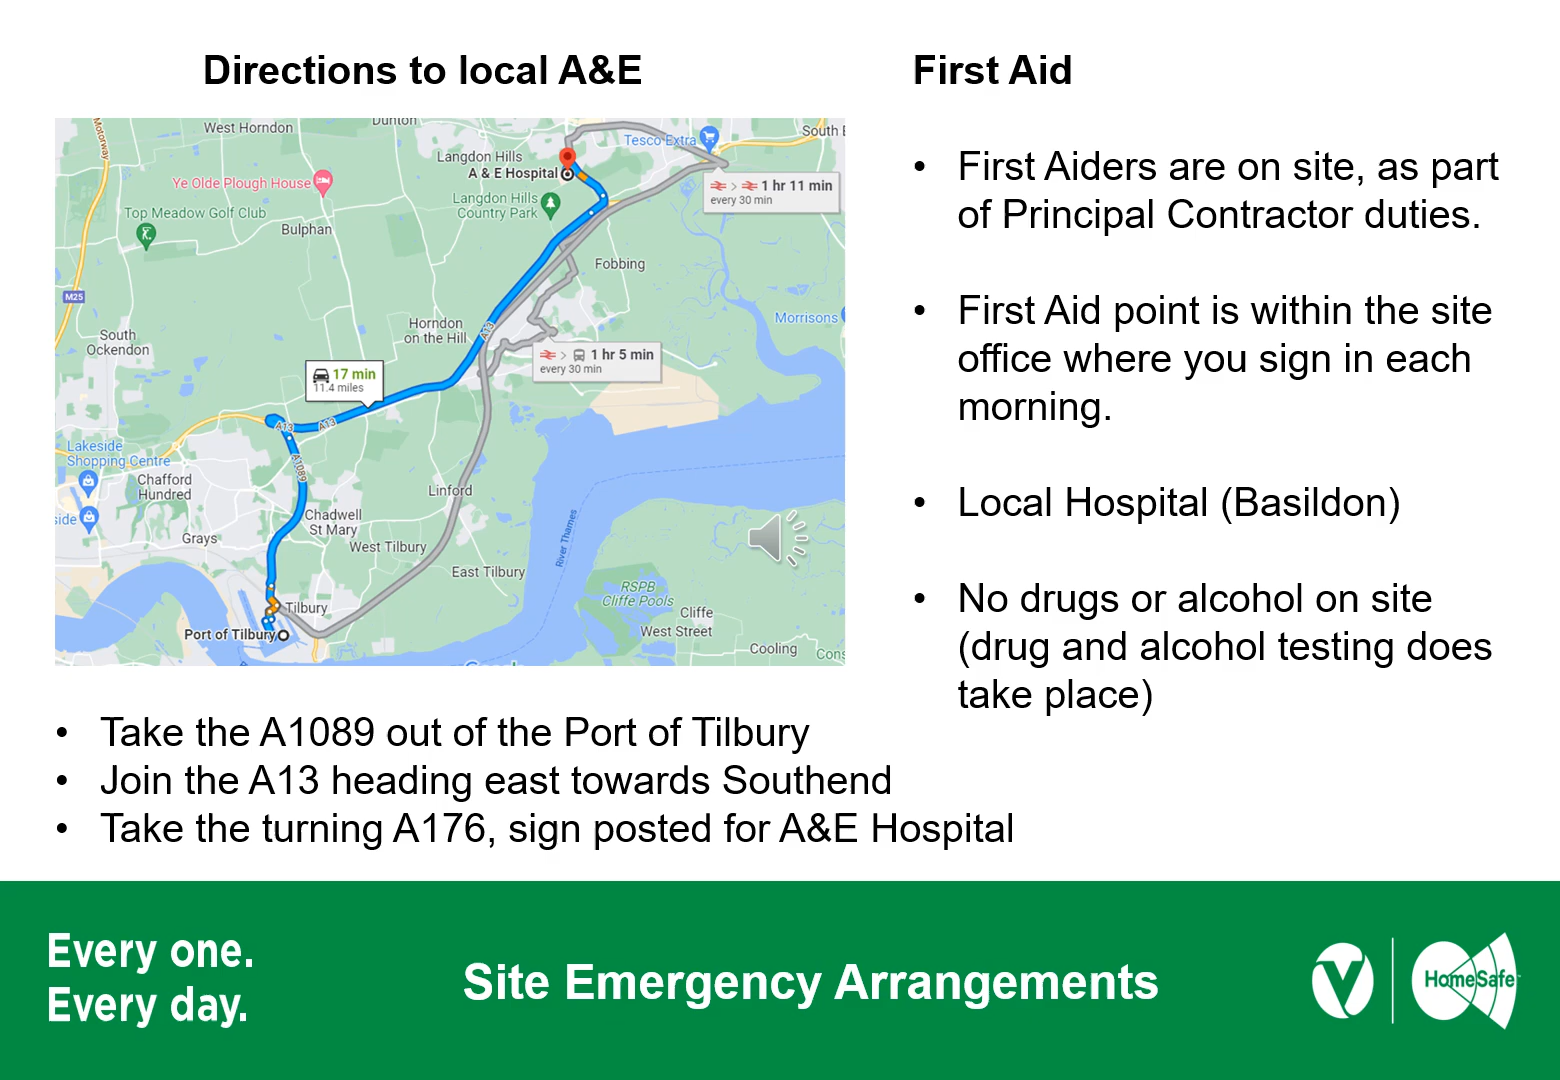 Directions to local A&E
Motorway
West Horndon
Dunton
Langdon Hills
A & E Hospital
Tesco Extra
South
Ye Olde Plough House
Langdon Hills
Country Park
1 hr 11 min
every 30 min
Top Meadow Golf Club
Bulphan
Fobbing
M25
South
Ockendon
Horndon
on the Hill
A13
Morrisons
1 hr 5 min
every 30 min
17 min
11.4 miles
A13
A13
A1089
Lakeside
Shopping Centre
Chafford
Hundred
Linford
side
Chadwell
St Mary
Grays
West Tilbury
East Tilbury
River Thames
RSPB
Cliffe Pools
Tilbury
Port of Tilbury
Cliffe
West Street
Cooling
Cons
• Take the A1089 out of the Port of Tilbury
• Join the A13 heading east towards Southend
• Take the turning A176, sign posted for A&E Hospital
First Aid
• First Aiders are on site, as part
of Principal Contractor duties.
• First Aid point is within the site
office where you sign in each
morning.
• Local Hospital (Basildon)
• No drugs or alcohol on site
(drug and alcohol testing does
take place)
Every one.
Every day.
Site Emergency Arrangements
HomeSafe